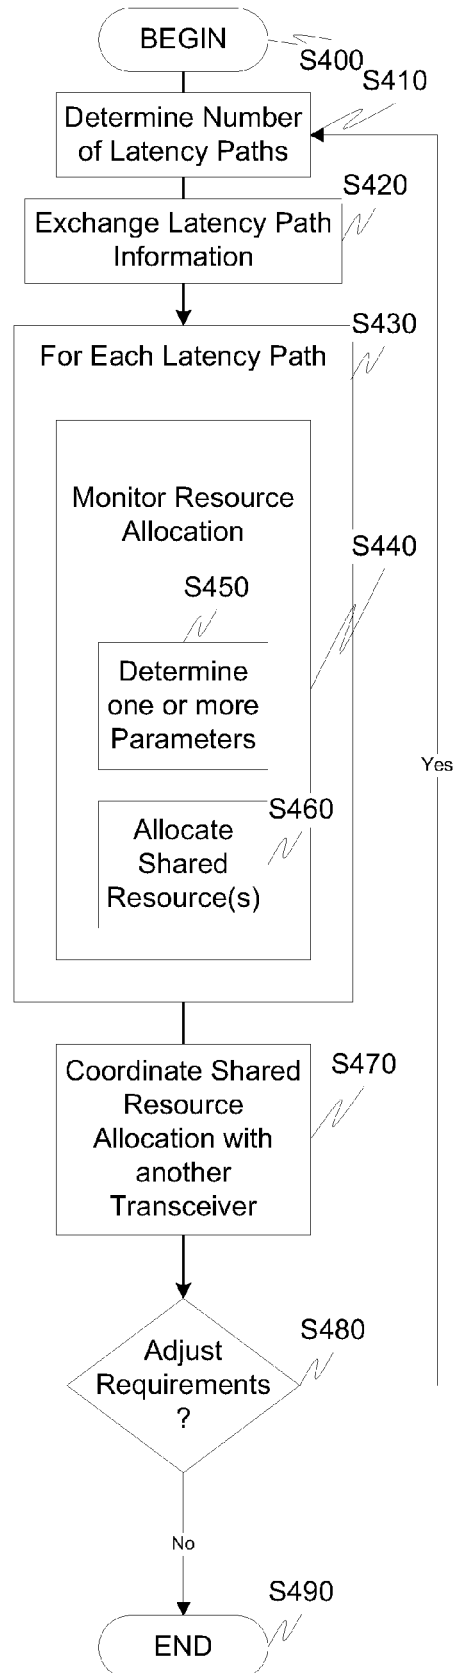 BEGIN
S400
S410
Determine Number
of Latency Paths
S420
Exchange Latency Path
Information
S430
For Each Latency Path
Monitor Resource
Allocation
S440
S450
Determine
one or more
Parameters
S460
Allocate
Shared
Resource(s)
Yes
S470
Coordinate Shared
Resource
Allocation with
another
Transceiver
S480
Adjust
Requirements
?
No
S490
END